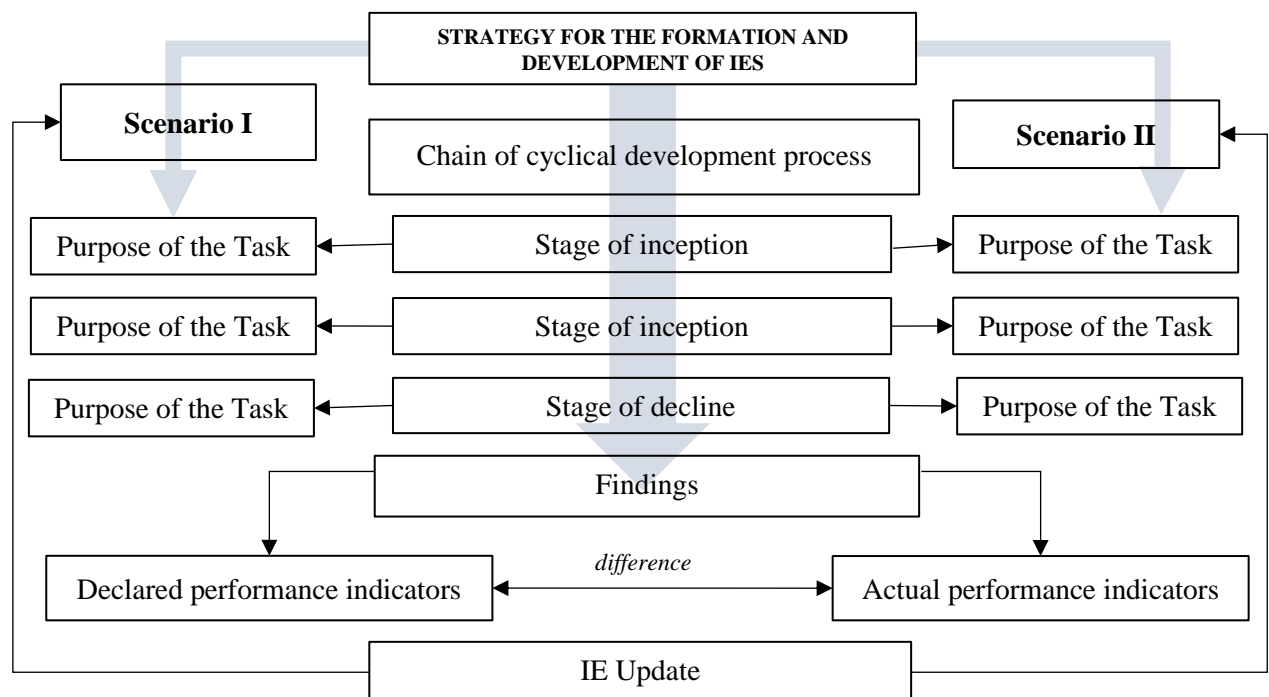 STRATEGY FOR THE FORMATION AND
DEVELOPMENT OF IES
Scenario I
Scenario II
Chain of cyclical development process
Purpose of the Task
Stage of inception
Purpose of the Task
Purpose of the Task
Stage of inception
Purpose of the Task
Purpose of the Task
Stage of decline
Purpose of the Task
Findings
difference
Declared performance indicators
Actual performance indicators
IE Update